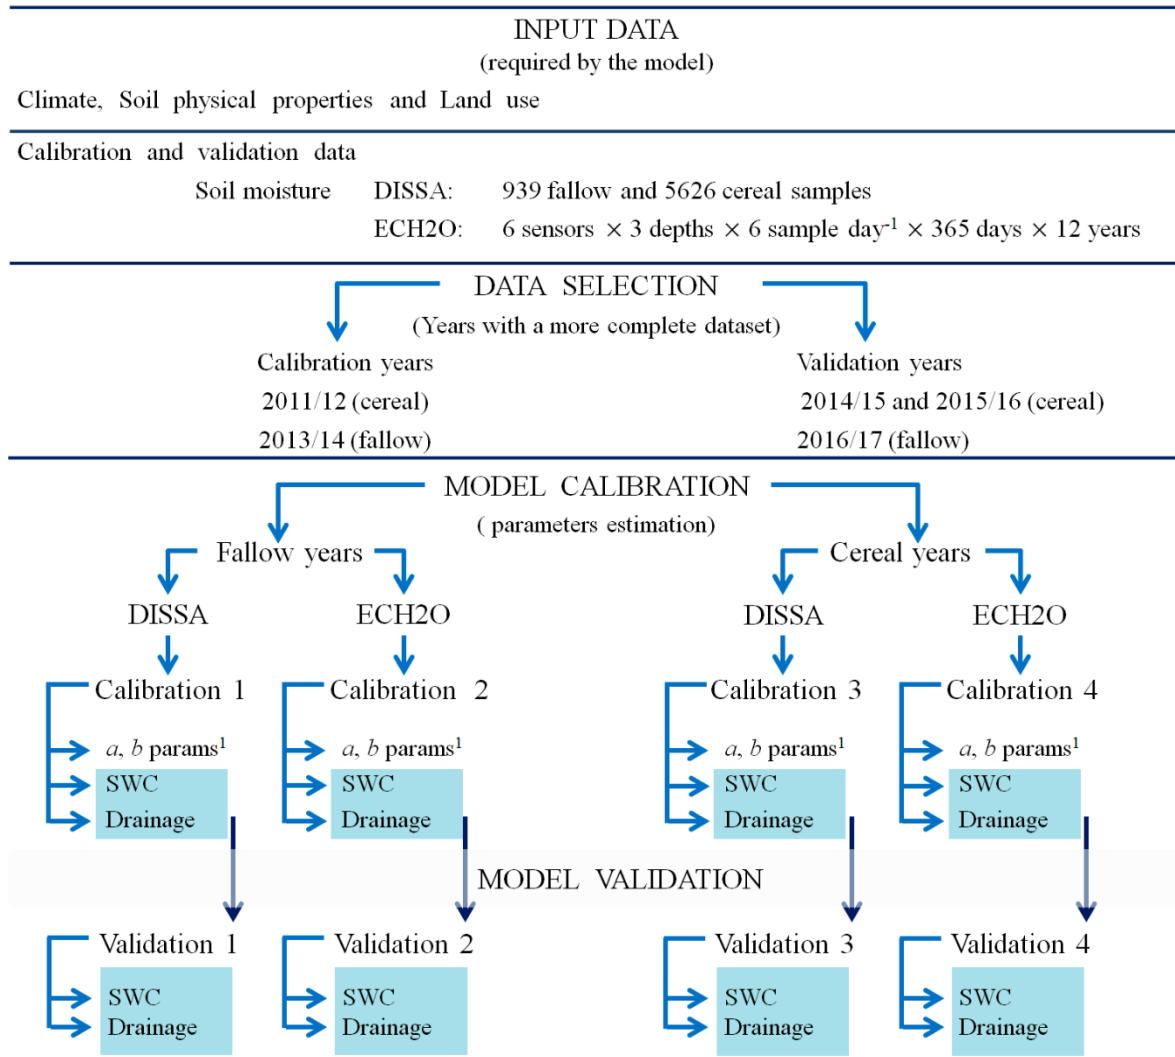 INPUT DATA
(required by the model)
Climate, Soil physical properties and Land use
Calibration and validation data
Soil moisture DISSA: 939 fallow and 5626 cereal samples
ECH2O: 6 sensors × 3 depths × 6 sample day⁻¹ × 365 days × 12 years
DATA SELECTION
(Years with a more complete dataset)
Calibration years Validation years
2011/12 (cereal) 2014/15 and 2015/16 (cereal)
2013/14 (fallow) 2016/17 (fallow)
MODEL CALIBRATION
( parameters estimation)
Fallow years Cereal years
DISSA ECH2O DISSA ECH2O
Calibration 1 Calibration 2 Calibration 3 Calibration 4
a, b params¹ a, b params¹ a, b params¹ a, b params¹
SWC SWC SWC SWC
Drainage Drainage Drainage Drainage
MODEL VALIDATION
Validation 1 Validation 2 Validation 3 Validation 4
SWC SWC SWC SWC
Drainage Drainage Drainage Drainage